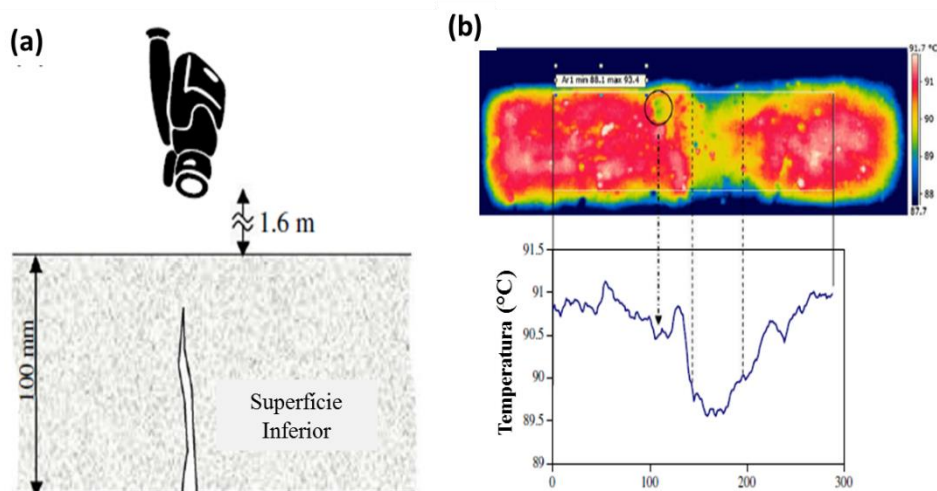 (a)
1.6 m
100 mm
Superfície
Inferior
(b)
91.7 °C
Ar1 min 88.1 max 93.4
91
90
89
88
87.7
Temperatura (°C)
91.5
91
90.5
90
89.5
89
0
100
200
300